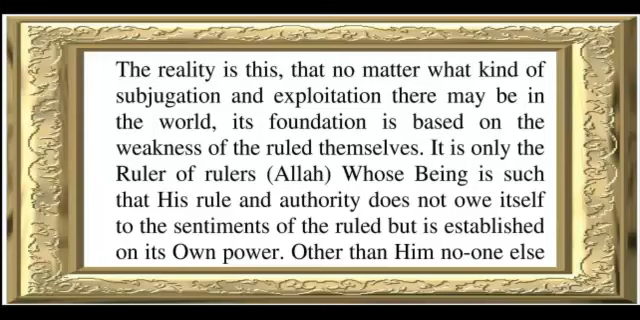 The reality is this, that no matter what kind of
subjugation and exploitation there may be in
the world, its foundation is based on the
weakness of the ruled themselves. It is only the
Ruler of rulers (Allah) Whose Being is such
that His rule and authority does not owe itself
to the sentiments of the ruled but is established
on its Own power. Other than Him no-one else